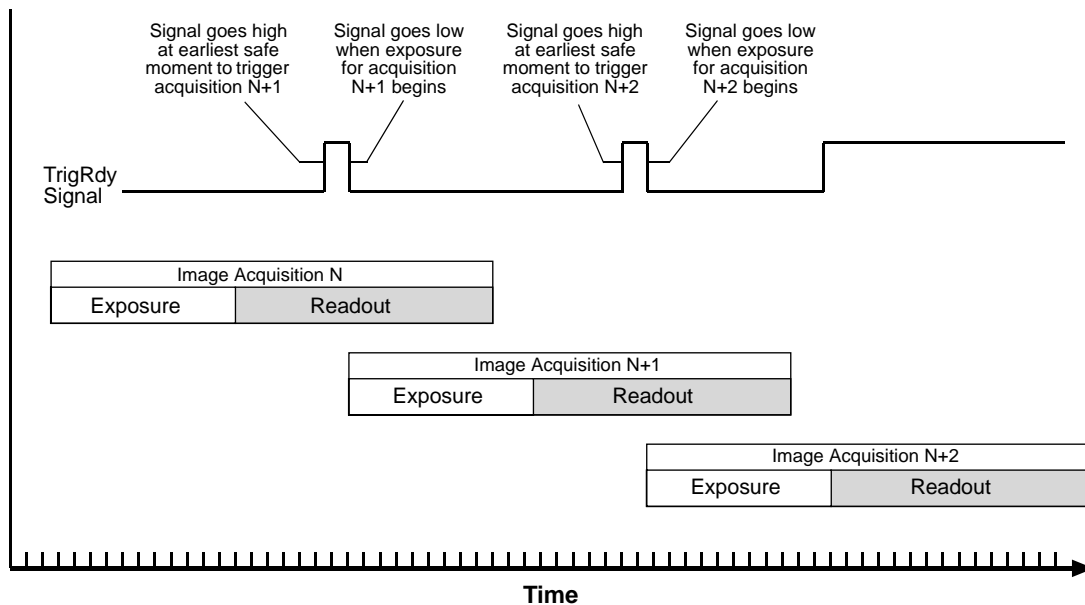 Signal goes high
at earliest safe
moment to trigger
acquisition N+1
Signal goes low
when exposure
for acquisition
N+1 begins
Signal goes high
at earliest safe
moment to trigger
acquisition N+2
Signal goes low
when exposure
for acquisition
N+2 begins
TrigRdy
Signal
Image Acquisition N
Exposure
Readout
Image Acquisition N+1
Exposure
Readout
Image Acquisition N+2
Exposure
Readout
Time